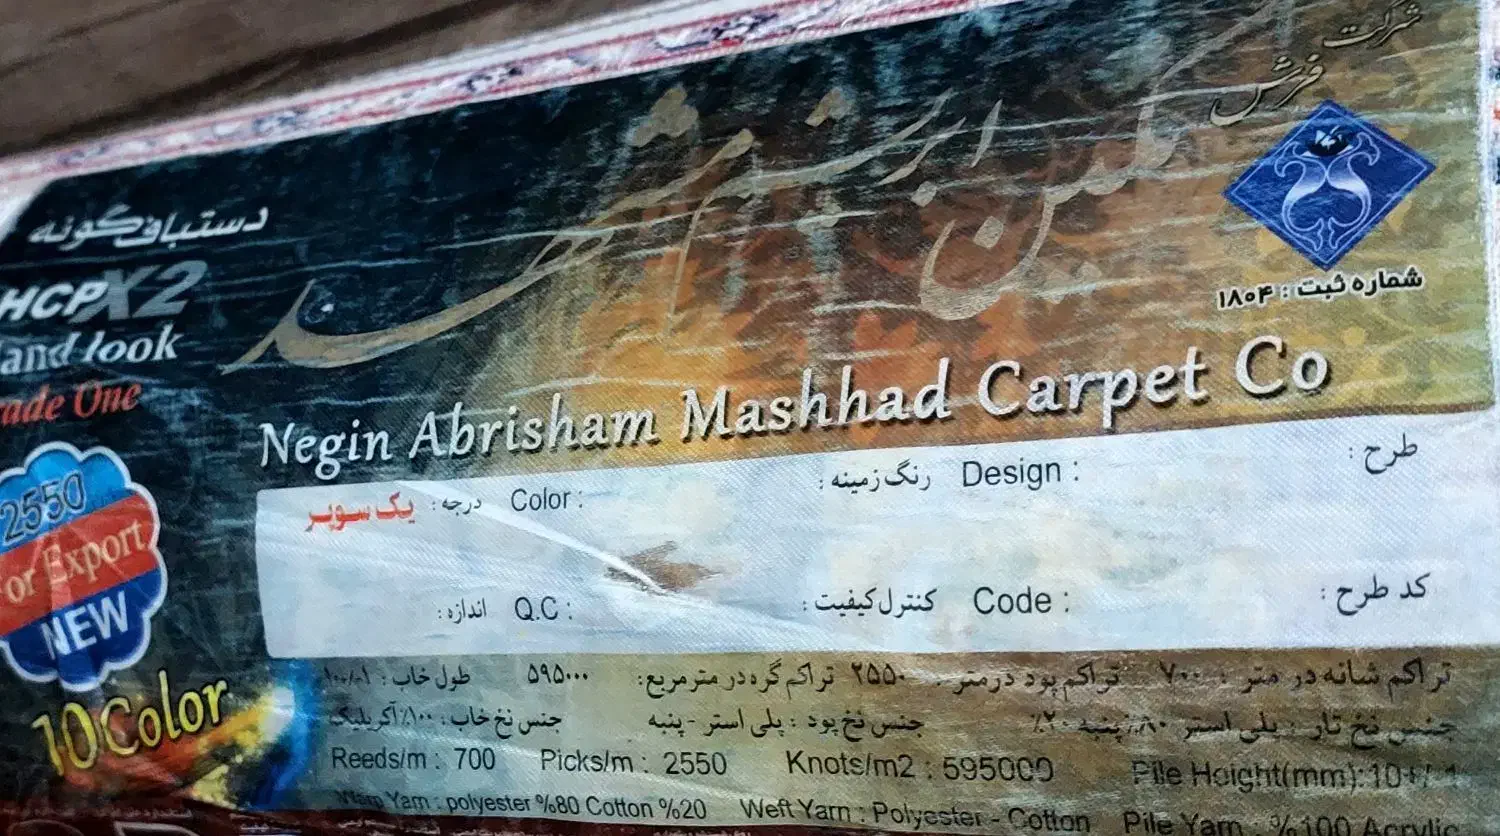 شرکت
فرش
نگین ابریشم مشهد
شماره ثبت : ۱۸۰۴
Negin Abrisham Mashhad Carpet Co
دستبافگونه
HCPX2
and look
ade One
2550
or Export
NEW
10Color
طرح : Design : رنگ زمینه : Color : درجه : یک سوپر
کد طرح : Code : کنترل کیفیت : Q.C : اندازه :
تراکم شانه در متر : ۷۰۰ تراکم پود درمتر : ۲۵۵۰ تراکم گره در مترمربع: ۵۹۵۰۰۰ طول خاب :
جنس نخ تار : پلی استر ۸۰٪ پنبه ۲۰٪ جنس نخ پود : پلی استر - پنبه جنس نخ خاب : ۱۰۰٪ آکریلیک
Reeds/m : 700 Picks/m : 2550 Knots/m2 : 595000 Pile Height(mm):10+/-1
Warp Yarn : polyester %80 Cotton %20 Weft Yarn : Polyester - Cotton Pile Yarn : %100 Acrylic